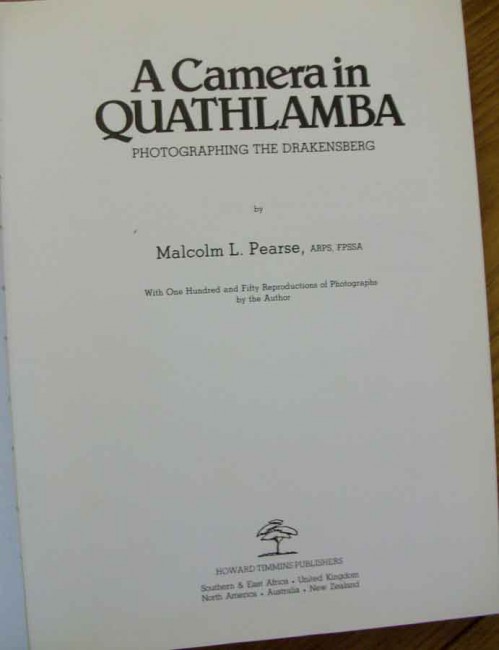 A Camera in
QUATHLAMBA
PHOTOGRAPHING THE DRAKENSBERG
by
Malcolm L. Pearse, ARPS, FPSSA
With One Hundred and Fifty Reproductions of Photographs
by the Author
HOWARD TIMMINS PUBLISHERS
Southern & East Africa • United Kingdom
North America • Australia • New Zealand